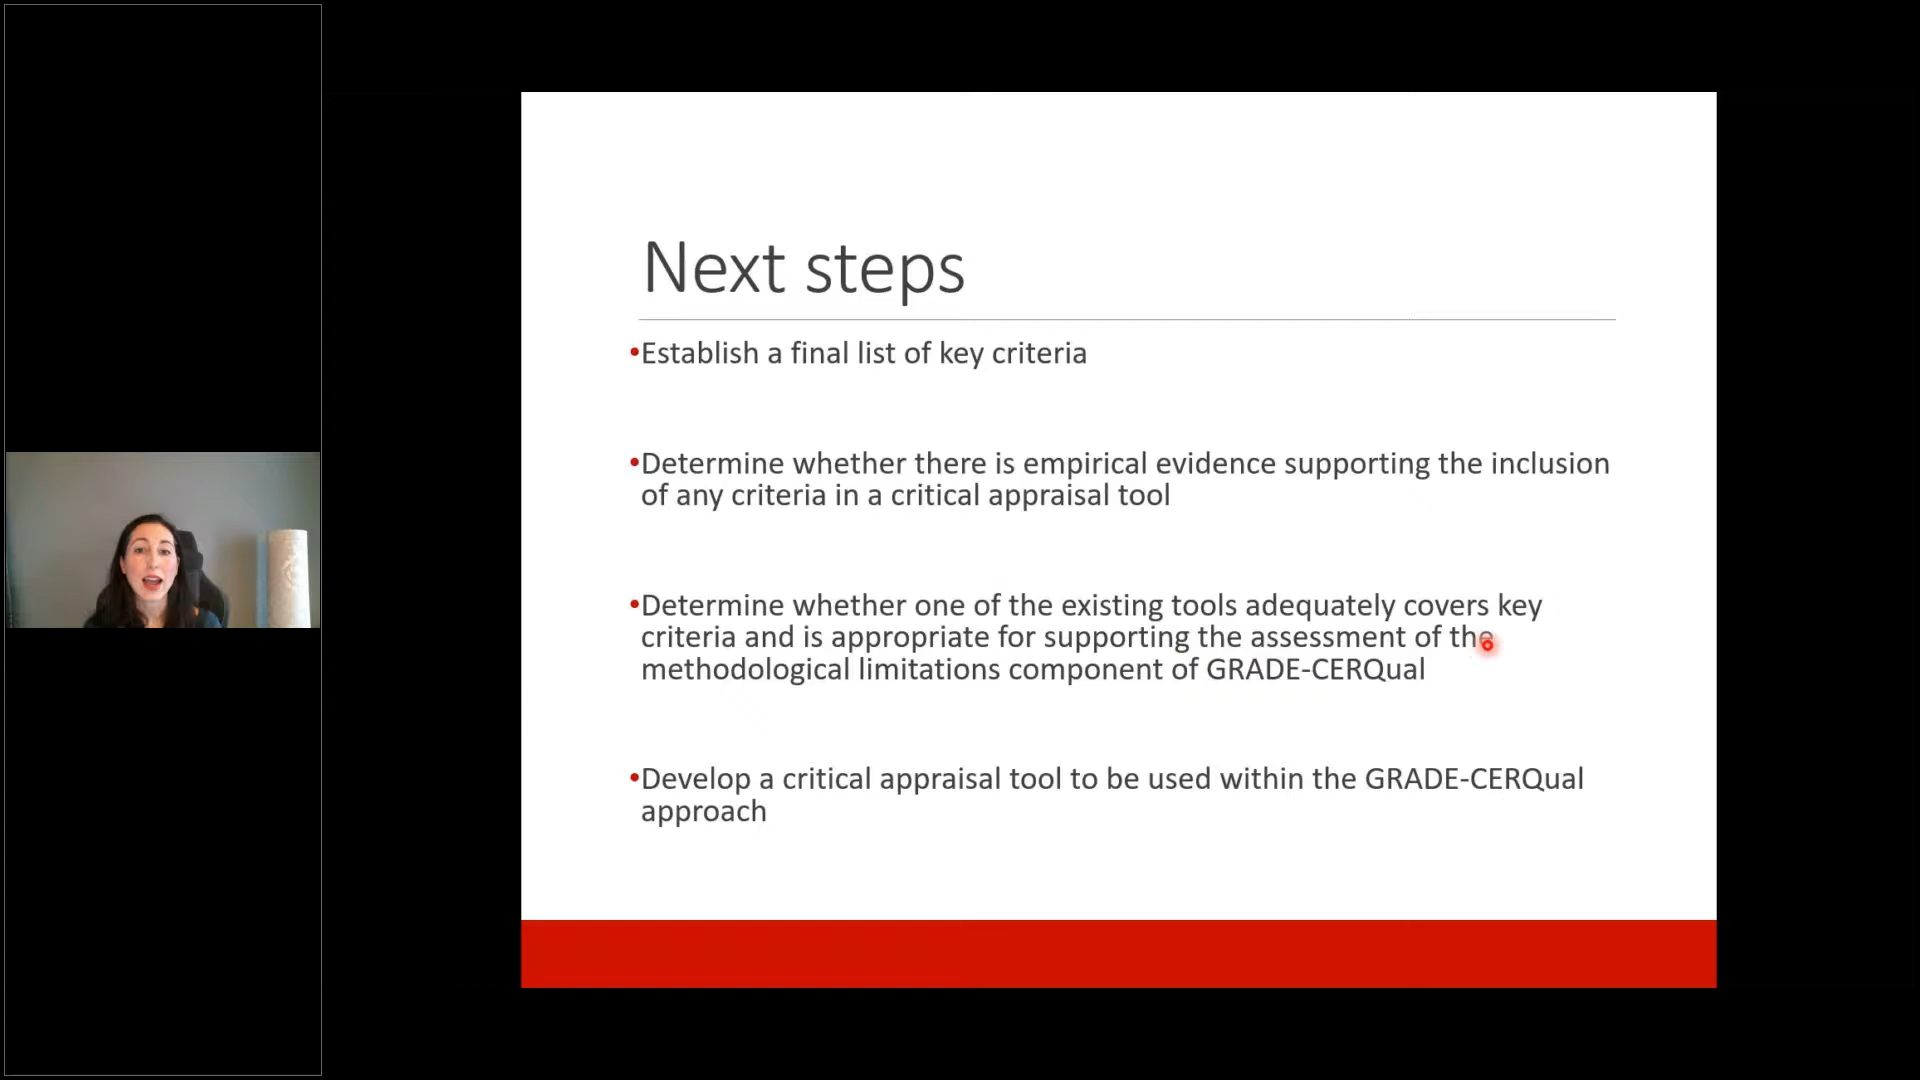 Next steps
•Establish a final list of key criteria
•Determine whether there is empirical evidence supporting the inclusion
of any criteria in a critical appraisal tool
•Determine whether one of the existing tools adequately covers key
criteria and is appropriate for supporting the assessment of the
methodological limitations component of GRADE-CERQual
•Develop a critical appraisal tool to be used within the GRADE-CERQual
approach